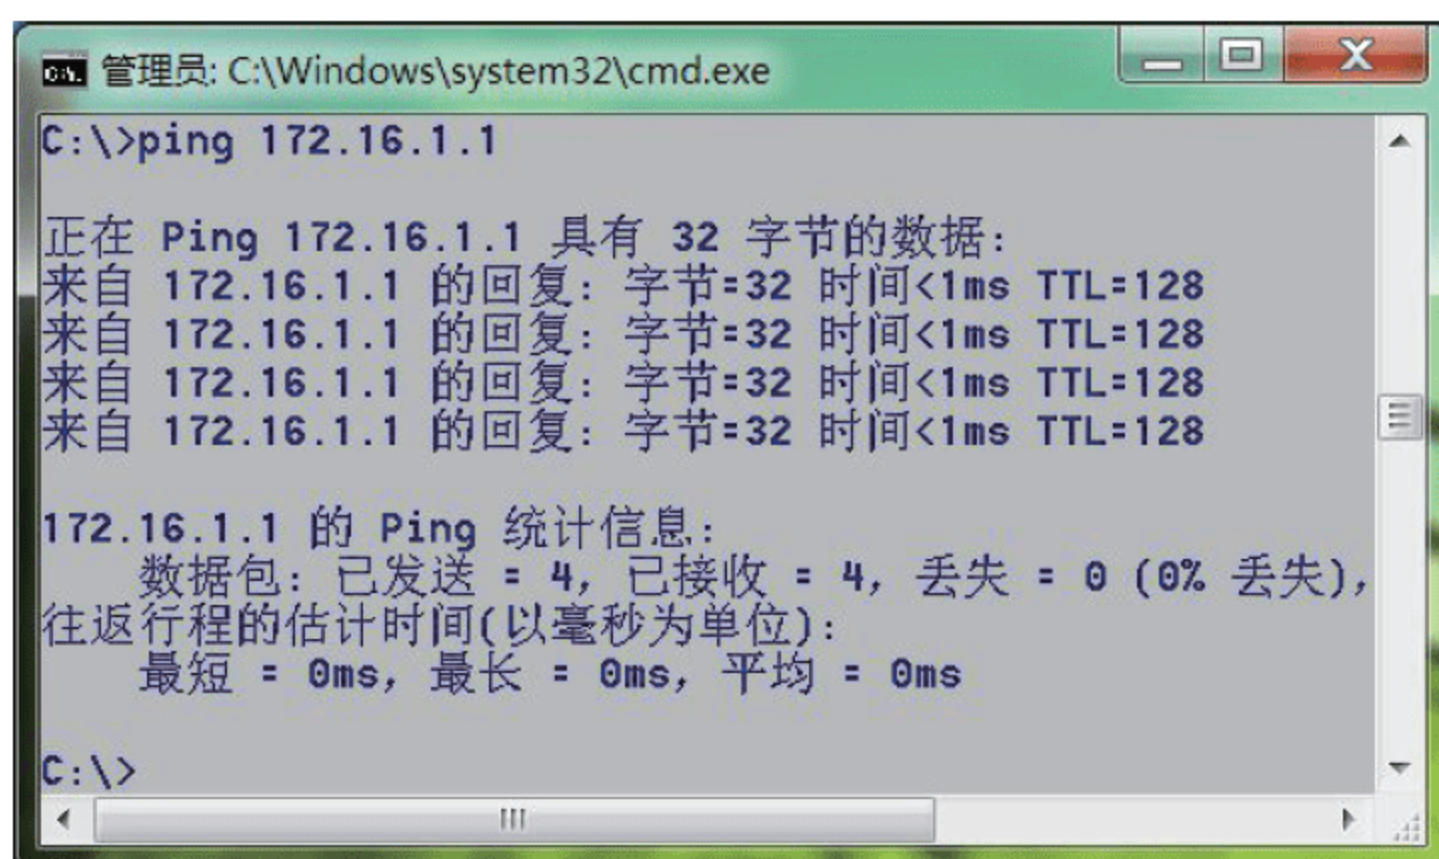 管理员: C:\Windows\system32\cmd.exe
C:\>ping 172.16.1.1
正在 Ping 172.16.1.1 具有 32 字节的数据:
来自 172.16.1.1 的回复: 字节=32 时间<1ms TTL=128
来自 172.16.1.1 的回复: 字节=32 时间<1ms TTL=128
来自 172.16.1.1 的回复: 字节=32 时间<1ms TTL=128
来自 172.16.1.1 的回复: 字节=32 时间<1ms TTL=128
172.16.1.1 的 Ping 统计信息:
数据包: 已发送 = 4, 已接收 = 4, 丢失 = 0 (0% 丢失),
往返行程的估计时间(以毫秒为单位):
最短 = 0ms, 最长 = 0ms, 平均 = 0ms
C:\>